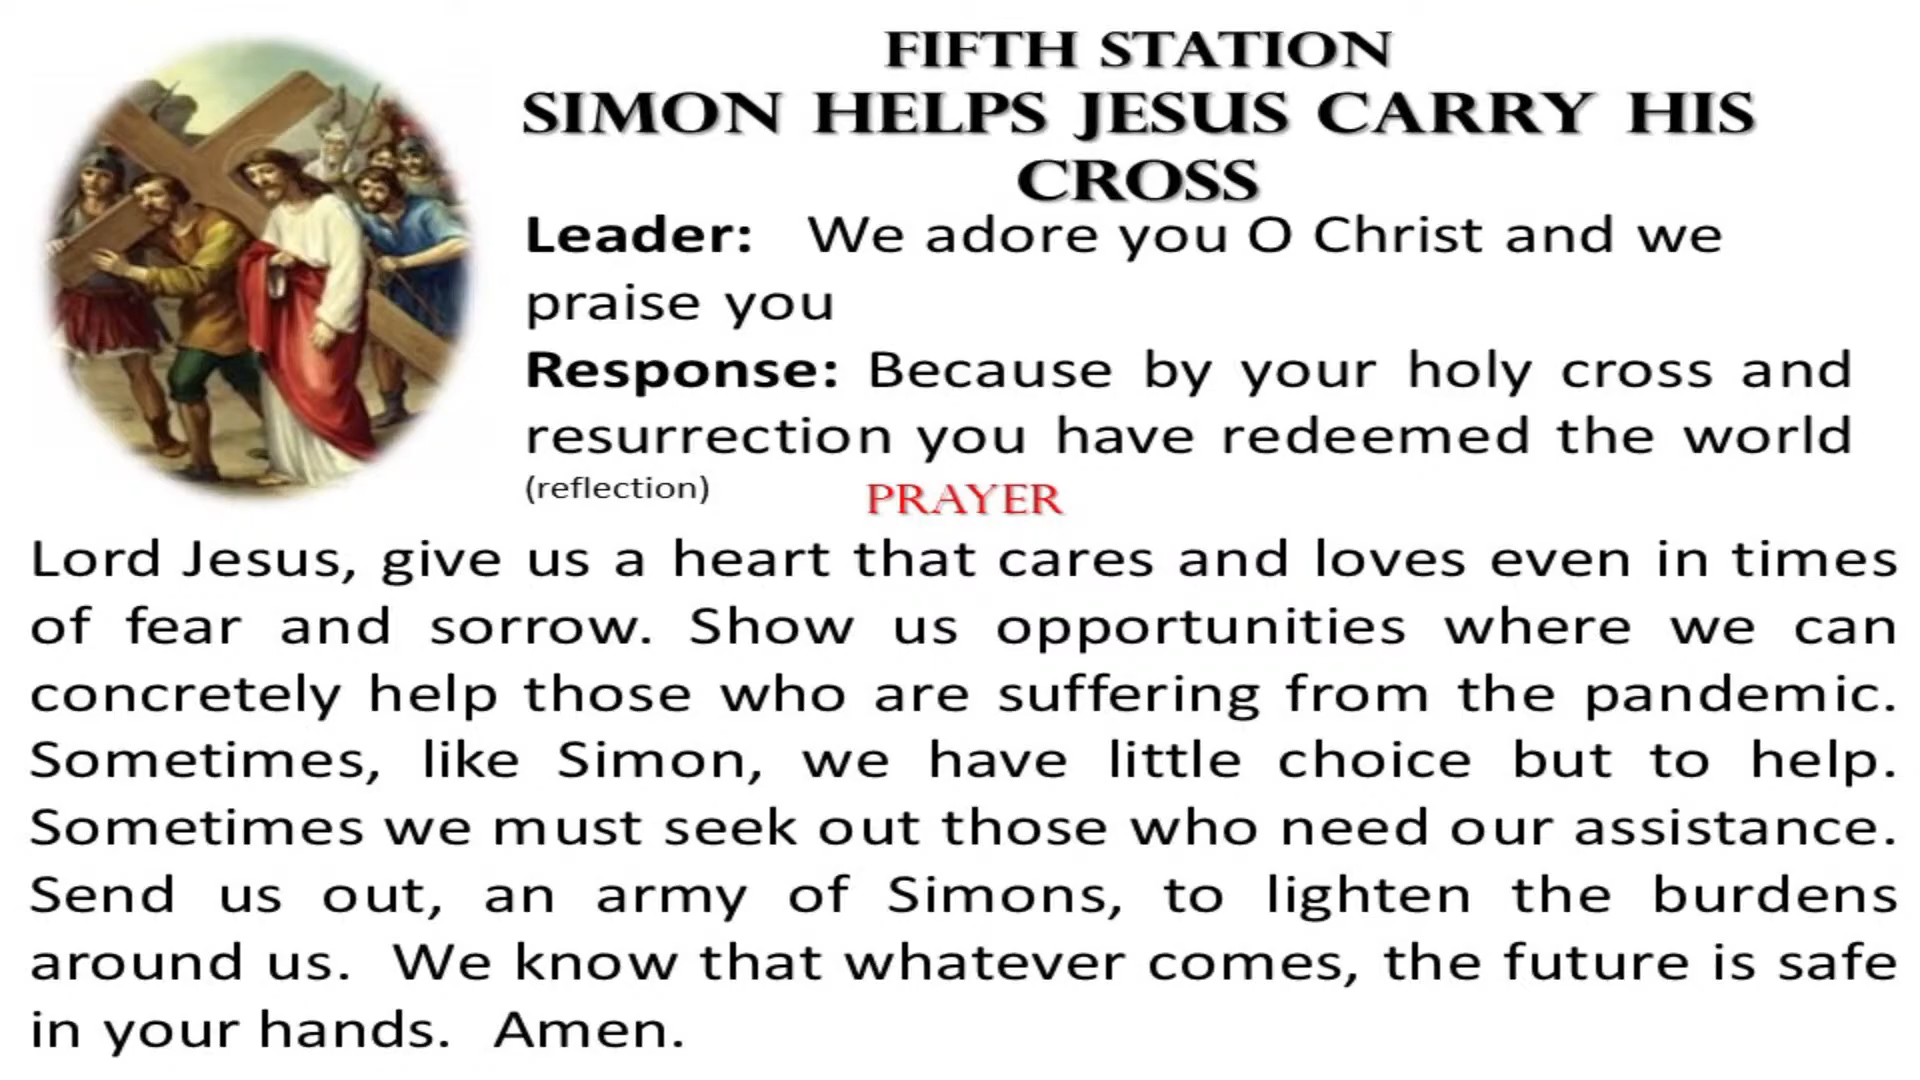 FIFTH STATION
SIMON HELPS JESUS CARRY HIS
CROSS
Leader: We adore you O Christ and we
praise you
Response: Because by your holy cross and
resurrection you have redeemed the world
(reflection) PRAYER
Lord Jesus, give us a heart that cares and loves even in times
of fear and sorrow. Show us opportunities where we can
concretely help those who are suffering from the pandemic.
Sometimes, like Simon, we have little choice but to help.
Sometimes we must seek out those who need our assistance.
Send us out, an army of Simons, to lighten the burdens
around us. We know that whatever comes, the future is safe
in your hands. Amen.